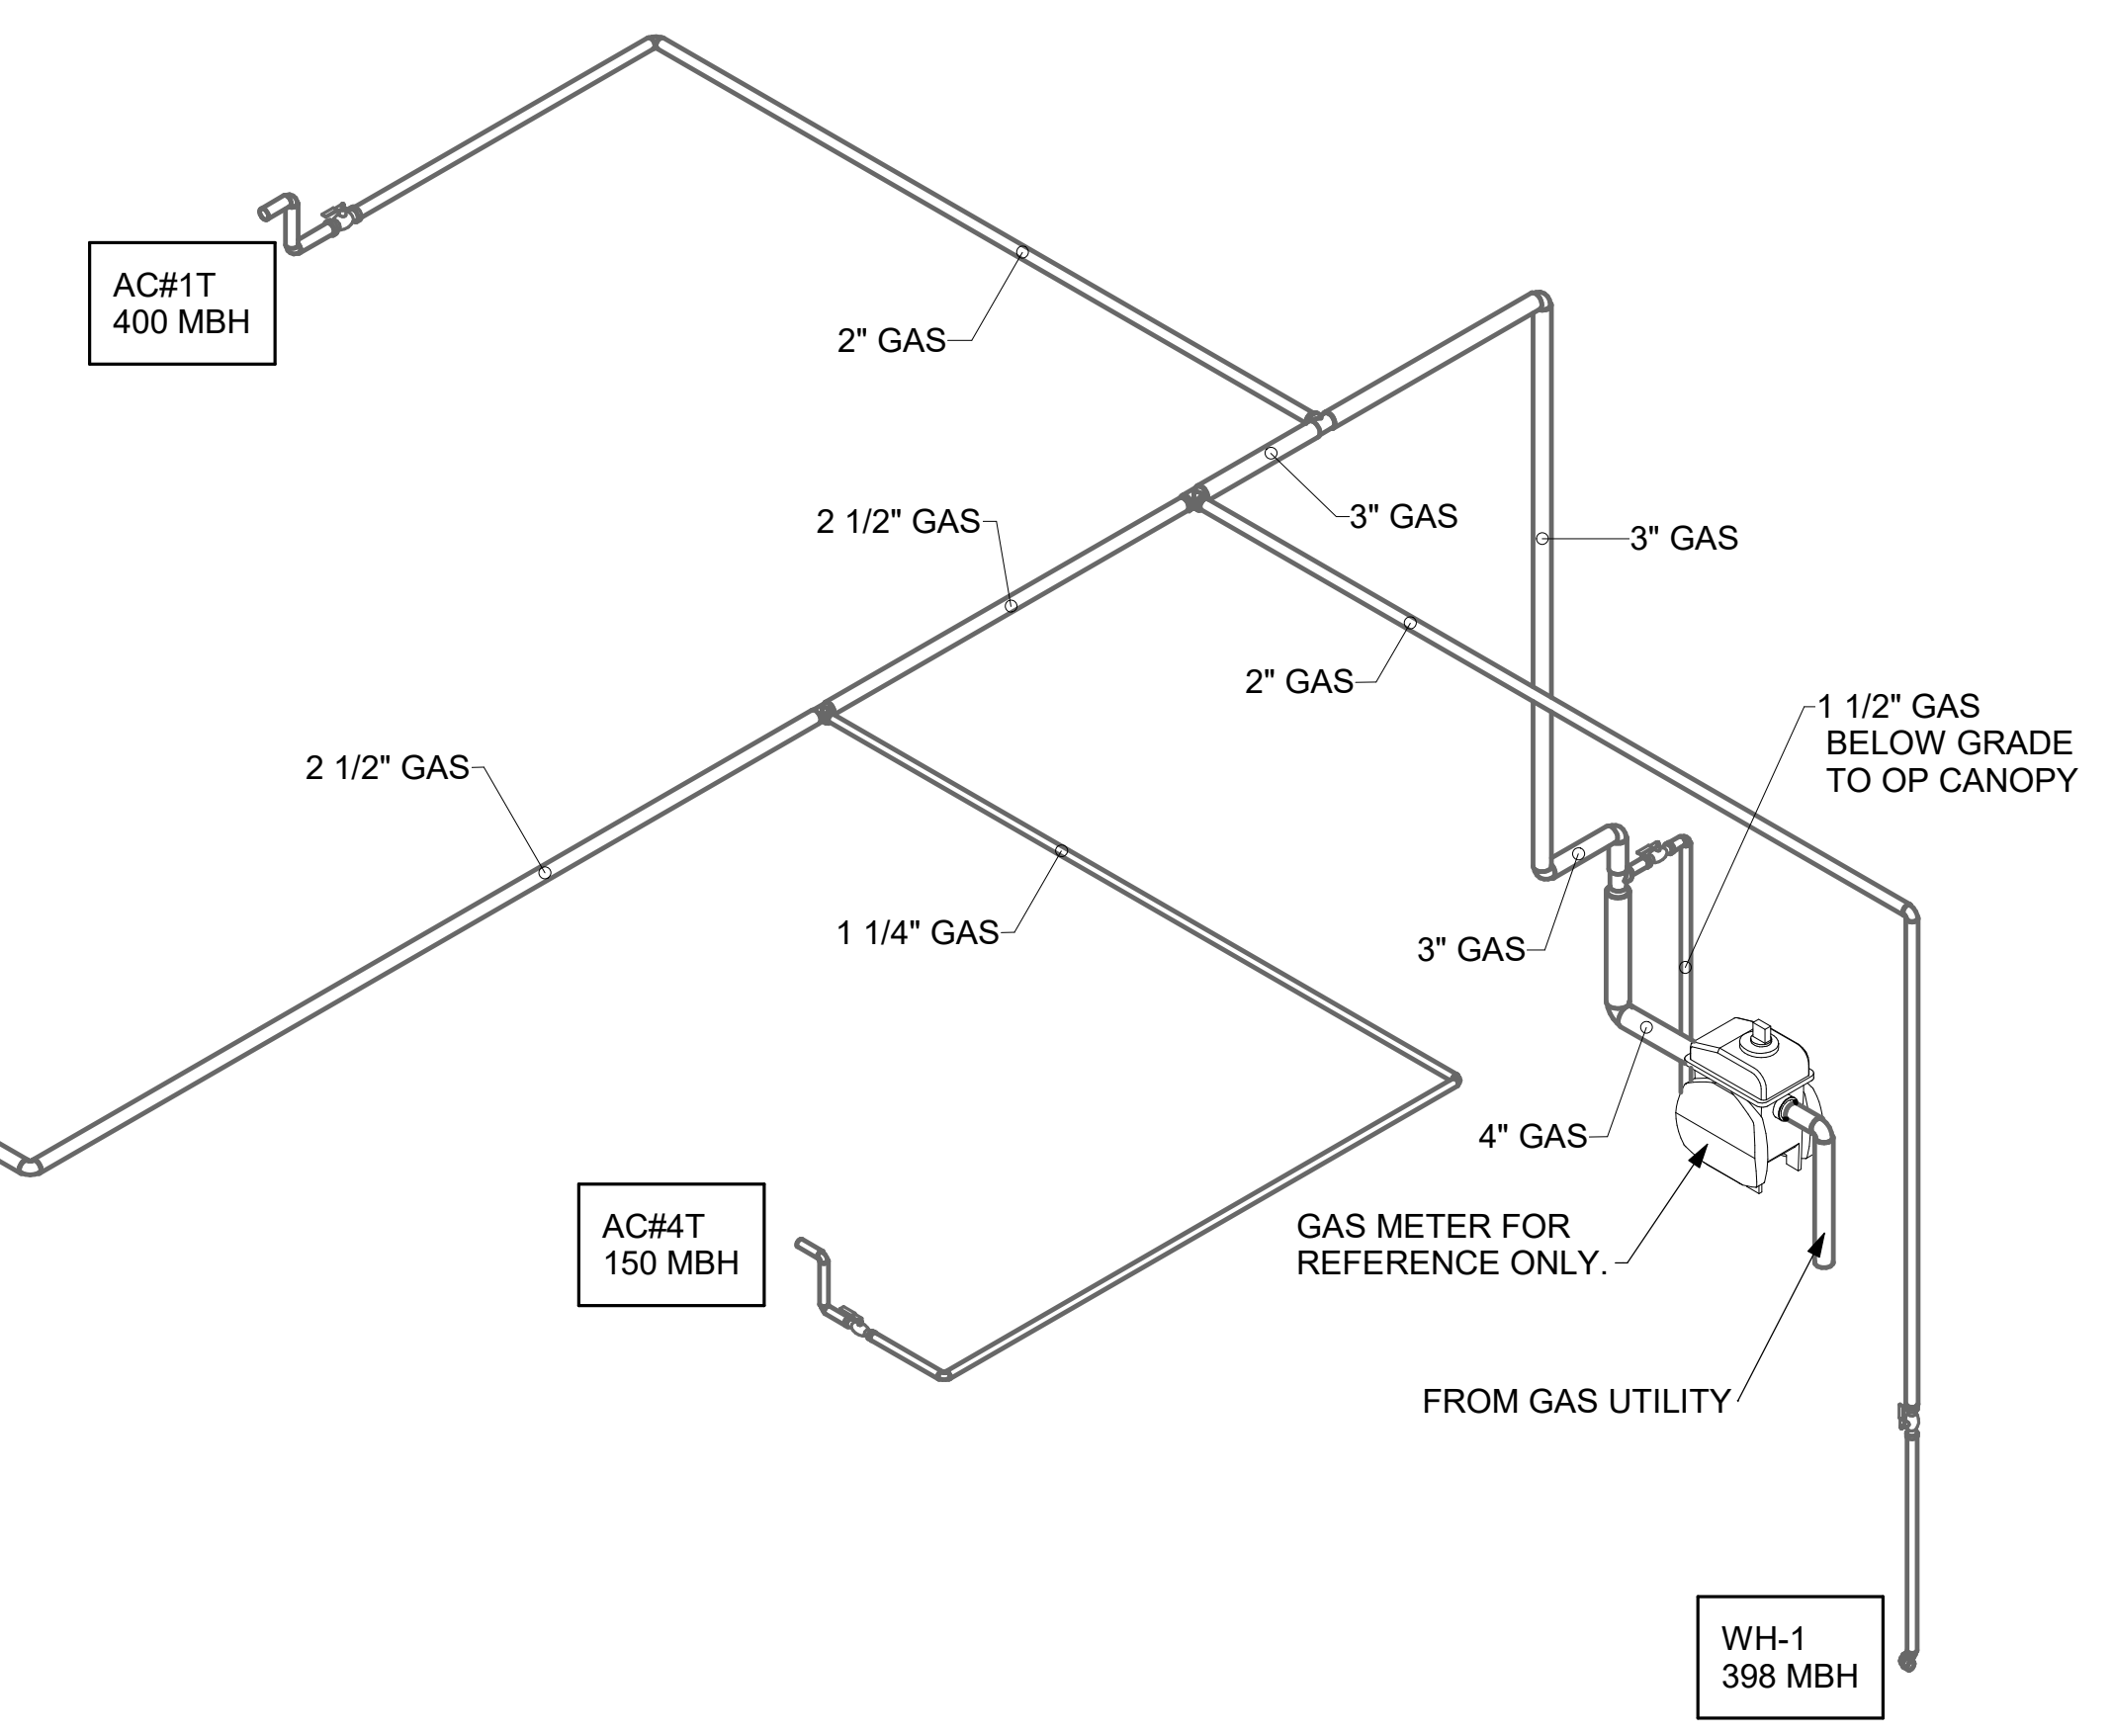 AC#1T
400 MBH
2" GAS
2 1/2" GAS
3" GAS
3" GAS
2" GAS
1 1/2" GAS
BELOW GRADE
TO OP CANOPY
2 1/2" GAS
1 1/4" GAS
3" GAS
4" GAS
AC#4T
150 MBH
GAS METER FOR
REFERENCE ONLY.
FROM GAS UTILITY
WH-1
398 MBH